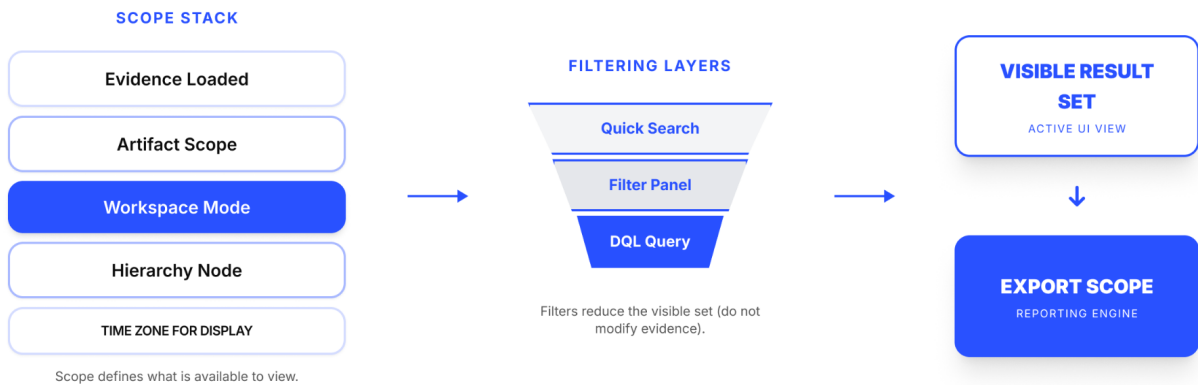 SCOPE STACK
Evidence Loaded
Artifact Scope
Workspace Mode
Hierarchy Node
TIME ZONE FOR DISPLAY
Scope defines what is available to view.
FILTERING LAYERS
Quick Search
Filter Panel
DQL Query
Filters reduce the visible set (do not
modify evidence).
VISIBLE RESULT
SET
ACTIVE UI VIEW
EXPORT SCOPE
REPORTING ENGINE